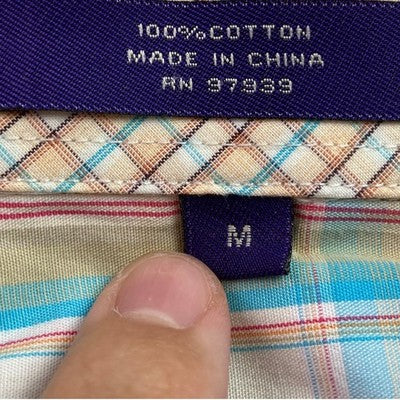 100% COTTON
MADE IN CHINA
RN 97939
M